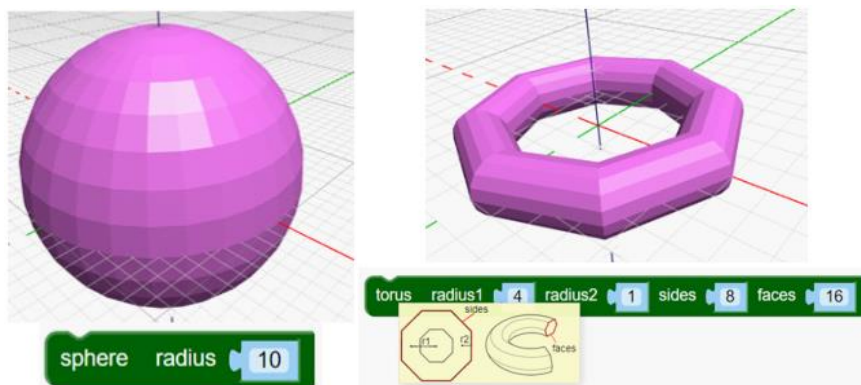 sphere radius 10
torus radius1 4 radius2 1 sides 8 faces 16
sides
r1 r2
faces